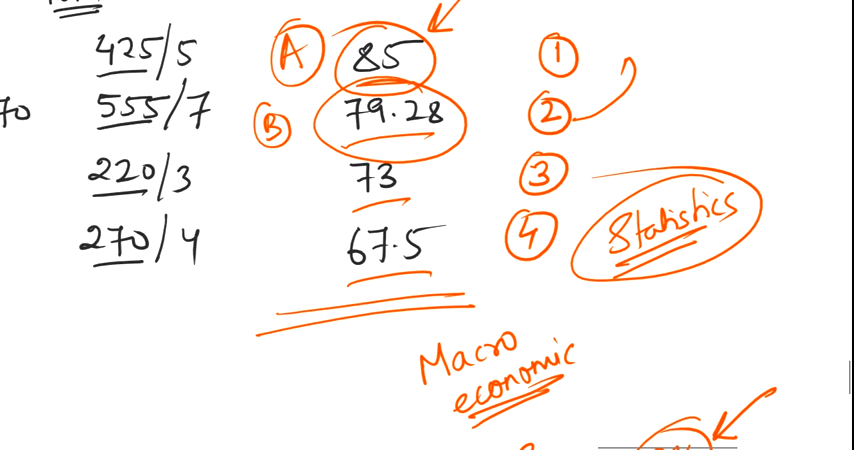 425/5 A 85 1
70 555/7 B 79.28 2
220/3 73 3
270/4 67.5 4
Statistics
Macro
economic